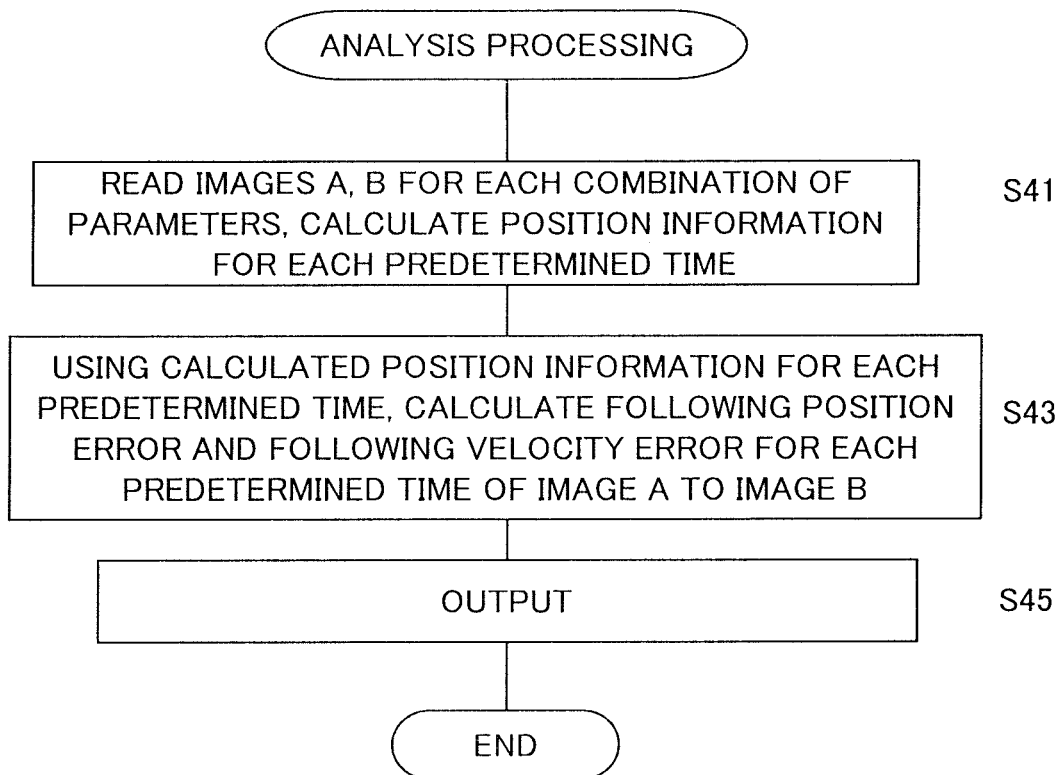 ANALYSIS PROCESSING
READ IMAGES A, B FOR EACH COMBINATION OF
PARAMETERS, CALCULATE POSITION INFORMATION
FOR EACH PREDETERMINED TIME
S41
USING CALCULATED POSITION INFORMATION FOR EACH
PREDETERMINED TIME, CALCULATE FOLLOWING POSITION
ERROR AND FOLLOWING VELOCITY ERROR FOR EACH
PREDETERMINED TIME OF IMAGE A TO IMAGE B
S43
OUTPUT
S45
END